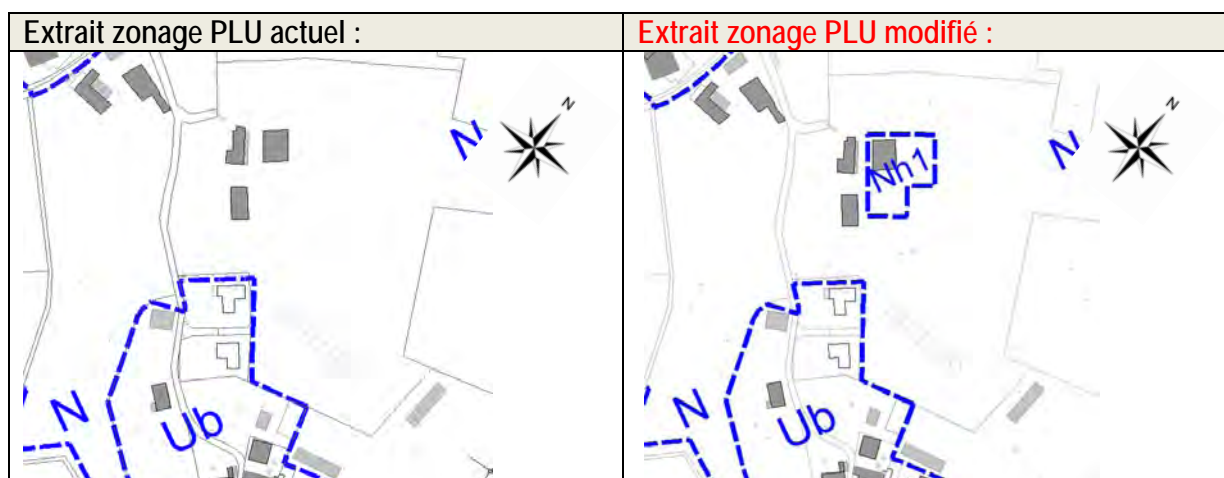 Extrait zonage PLU actuel :
Extrait zonage PLU modifié :
N
N
Nh1
N
Ub
N
Ub